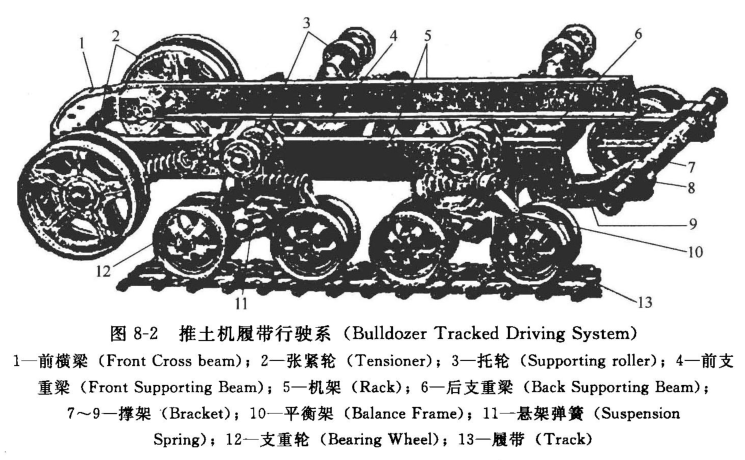 1
2
3
4
5
6
7
8
9
10
11
12
13
图 8-2 推土机履带行驶系 (Bulldozer Tracked Driving System)
1—前横梁 (Front Cross beam); 2—张紧轮 (Tensioner); 3—托轮 (Supporting roller); 4—前支
重梁 (Front Supporting Beam); 5—机架 (Rack); 6—后支重梁 (Back Supporting Beam);
7～9—撑架 (Bracket); 10—平衡架 (Balance Frame); 11—悬架弹簧 (Suspension
Spring); 12—支重轮 (Bearing Wheel); 13—履带 (Track)